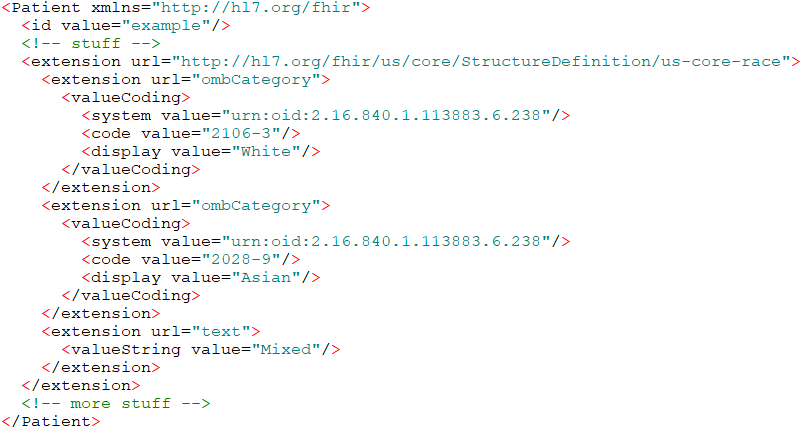 <Patient xmlns="http://hl7.org/fhir">
  <id value="example"/>
  <!-- stuff -->
  <extension url="http://hl7.org/fhir/us/core/StructureDefinition/us-core-race">
    <extension url="ombCategory">
      <valueCoding>
        <system value="urn:oid:2.16.840.1.113883.6.238"/>
        <code value="2106-3"/>
        <display value="White"/>
      </valueCoding>
    </extension>
    <extension url="ombCategory">
      <valueCoding>
        <system value="urn:oid:2.16.840.1.113883.6.238"/>
        <code value="2028-9"/>
        <display value="Asian"/>
      </valueCoding>
    </extension>
    <extension url="text">
      <valueString value="Mixed"/>
    </extension>
  </extension>
  <!-- more stuff -->
</Patient>